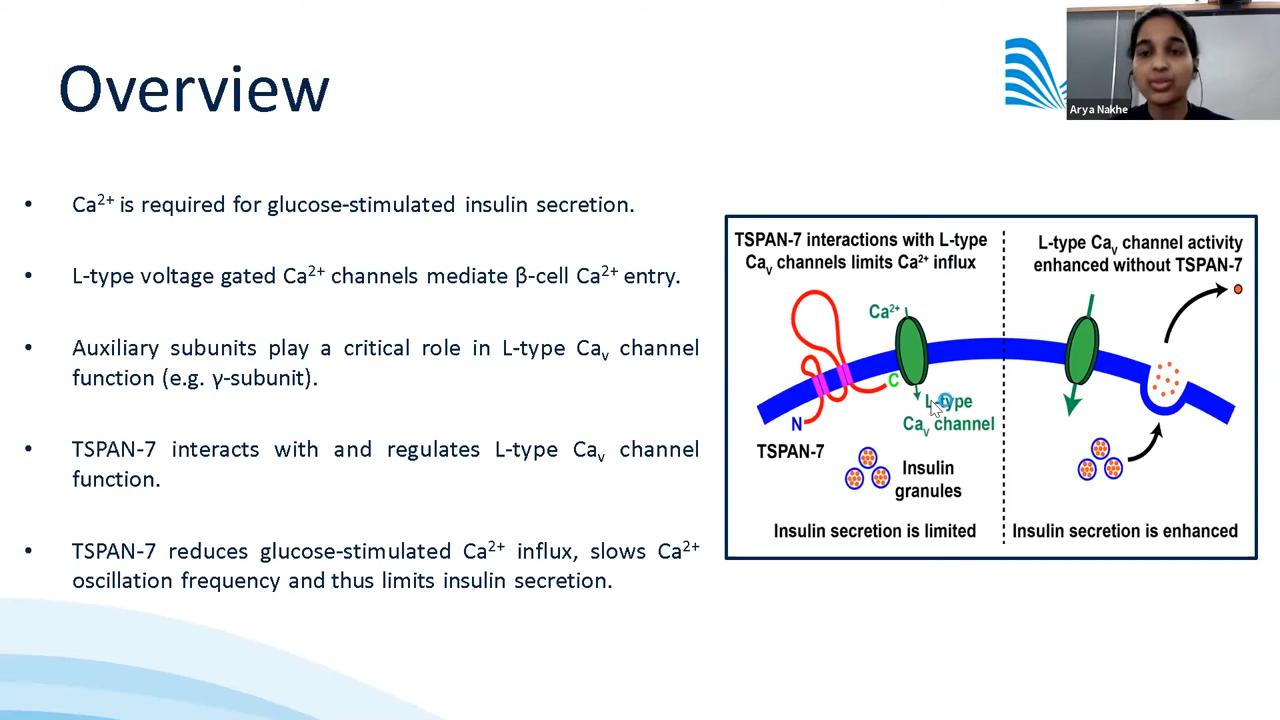 Overview
Arya Nakhe
• Ca²⁺ is required for glucose-stimulated insulin secretion.
• L-type voltage gated Ca²⁺ channels mediate β-cell Ca²⁺ entry.
• Auxiliary subunits play a critical role in L-type Caᵥ channel
function (e.g. γ-subunit).
• TSPAN-7 interacts with and regulates L-type Caᵥ channel
function.
• TSPAN-7 reduces glucose-stimulated Ca²⁺ influx, slows Ca²⁺
oscillation frequency and thus limits insulin secretion.
TSPAN-7 interactions with L-type
Caᵥ channels limits Ca²⁺ influx
Ca²⁺
C
L-type
Caᵥ channel
N
TSPAN-7
Insulin
granules
Insulin secretion is limited
L-type Caᵥ channel activity
enhanced without TSPAN-7
Insulin secretion is enhanced